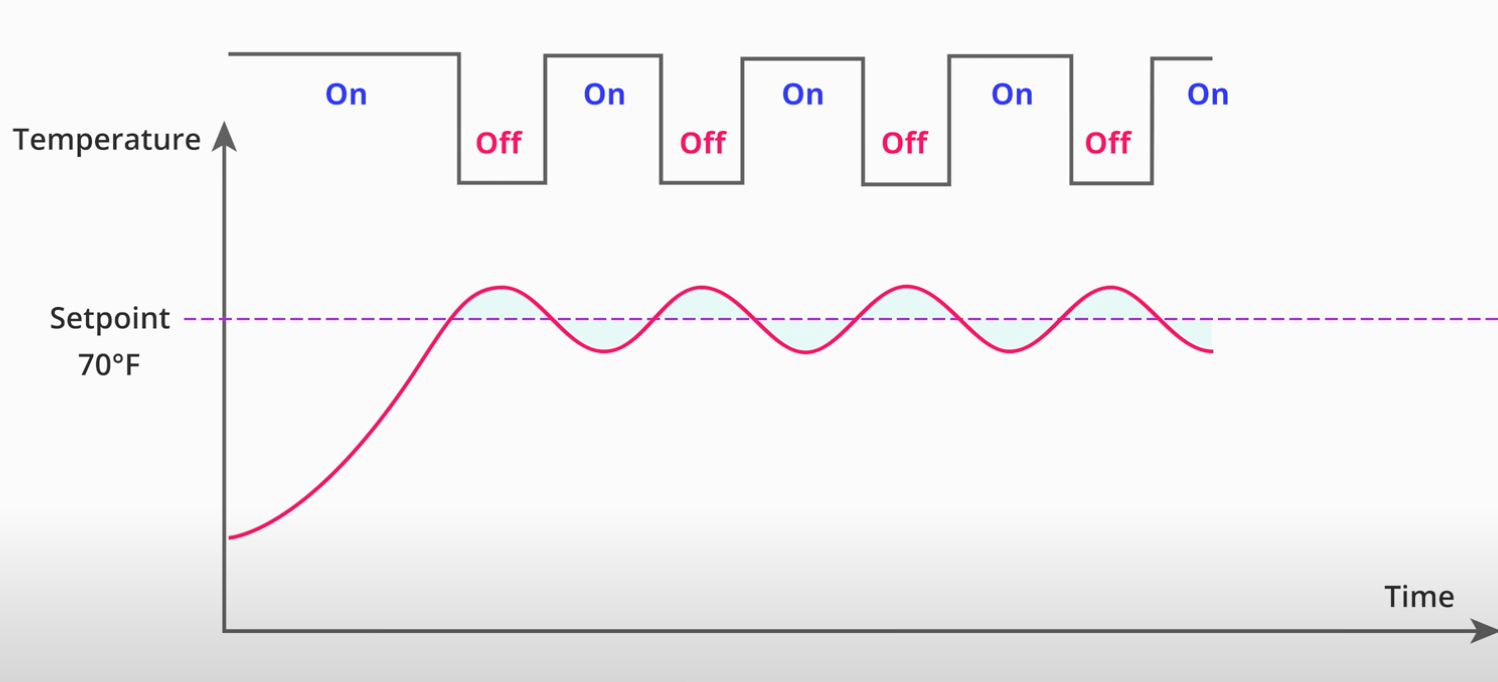 On
On
On
On
On
Temperature
Off
Off
Off
Off
Setpoint
70°F
Time